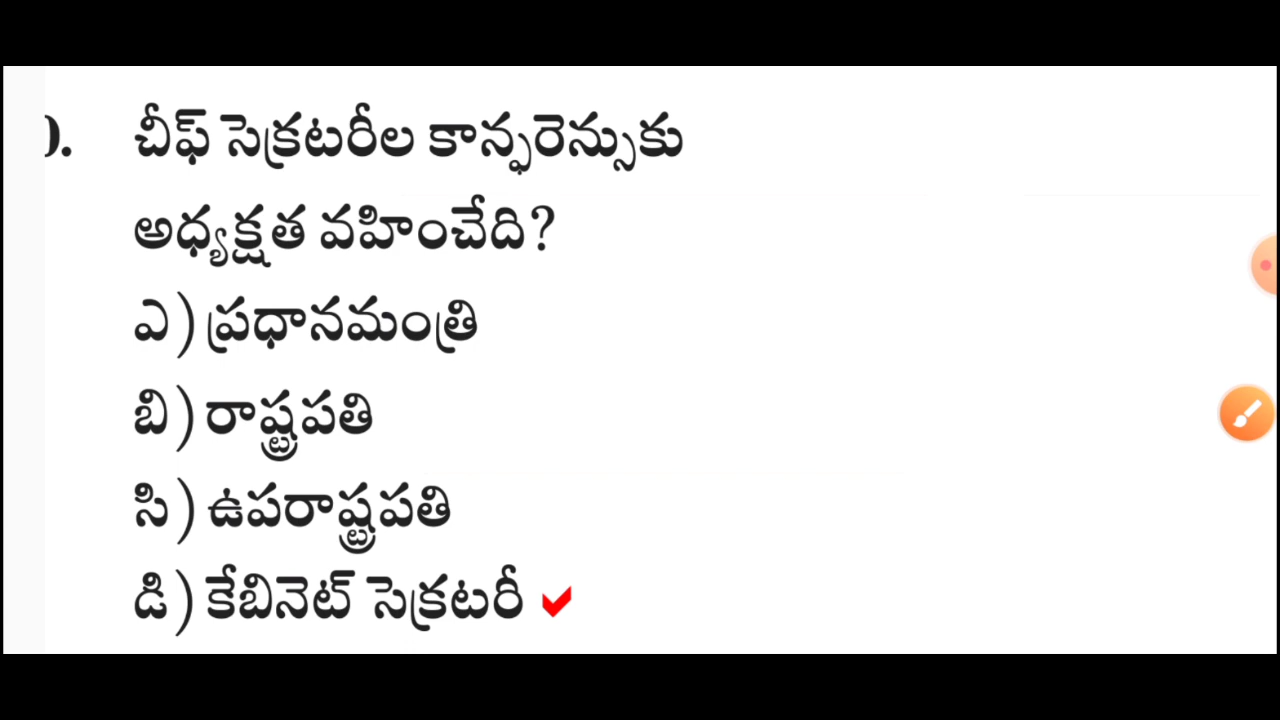 చీఫ్ సెక్రటరీల కాన్ఫరెన్సుకు
అధ్యక్షత వహించేది?
ఎ) ప్రధానమంత్రి
బి) రాష్ట్రపతి
సి) ఉపరాష్ట్రపతి
డి) కేబినెట్ సెక్రటరీ